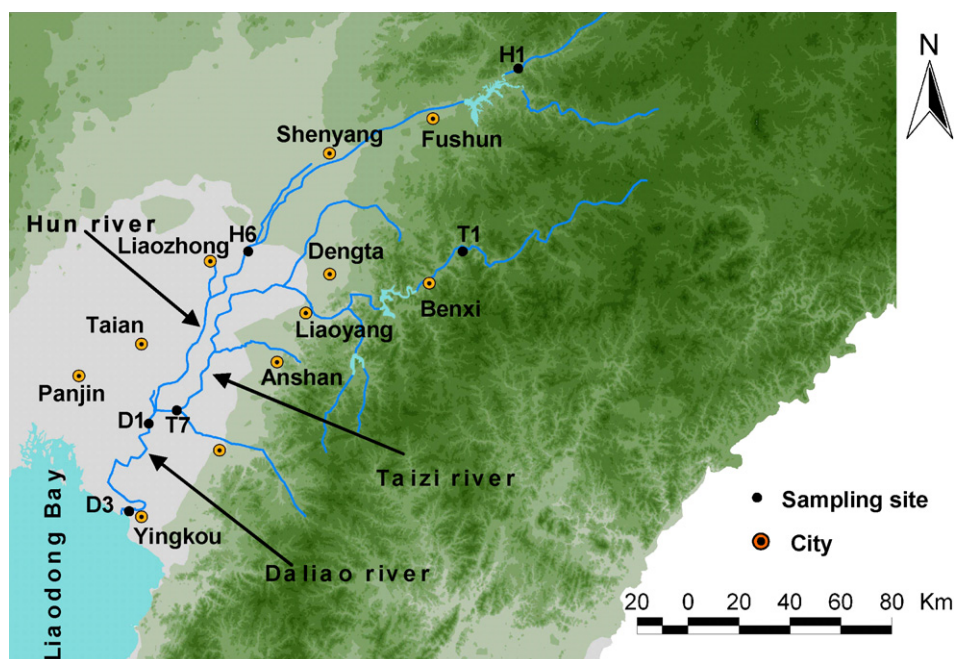 N
H1
Shenyang
Fushun
Hun river
H6
T1
Liaozhong
Dengta
Benxi
Liaoyang
Taian
Anshan
Panjin
D1
T7
Taizi river
Liaodong Bay
D3
Yingkou
Daliao river
Sampling site
City
20 0 20 40 60 80 Km